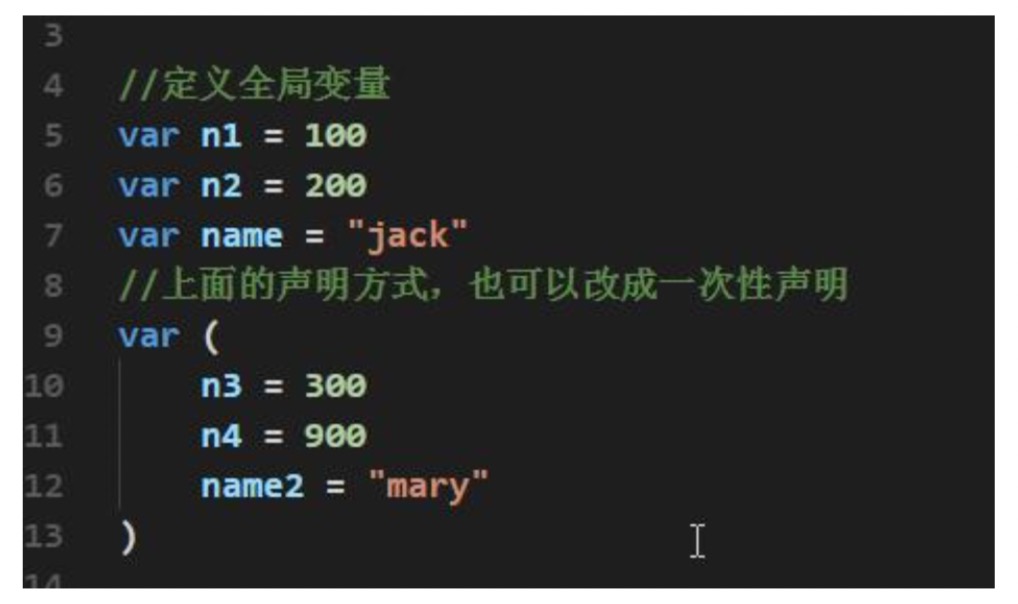 3
4 //定义全局变量
5 var n1 = 100
6 var n2 = 200
7 var name = "jack"
8 //上面的声明方式，也可以改成一次性声明
9 var (
10 n3 = 300
11 n4 = 900
12 name2 = "mary"
13 )
14